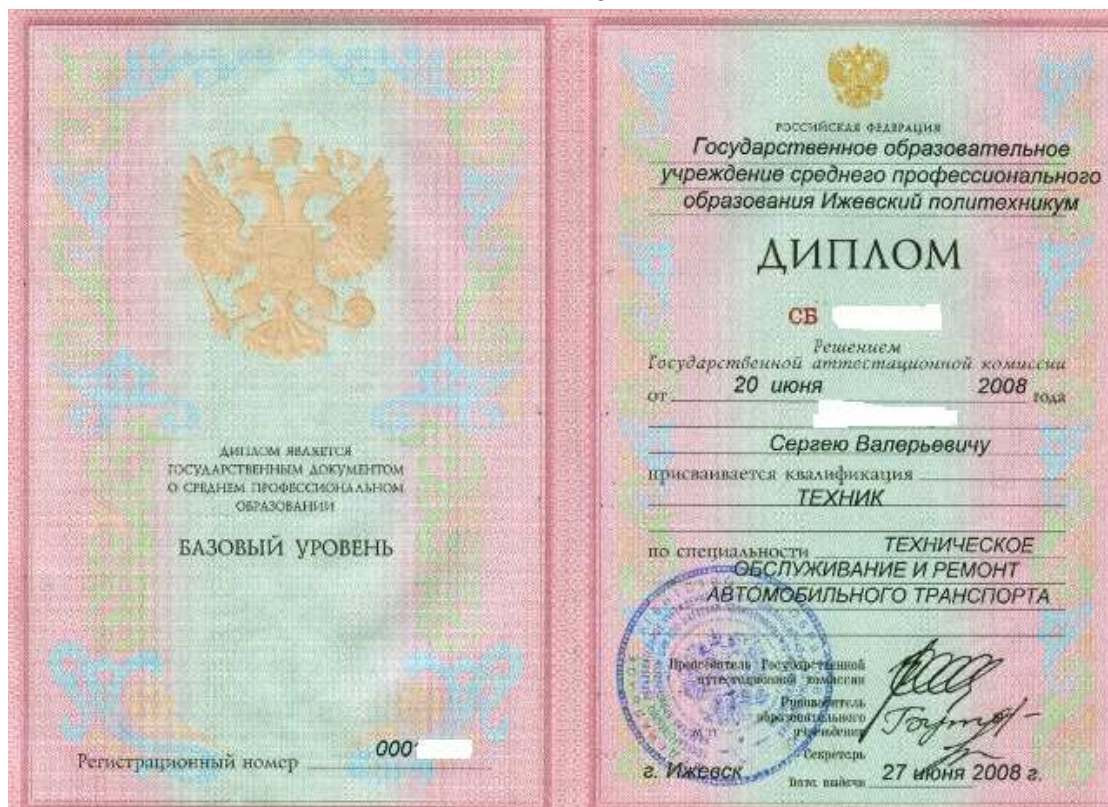 ДИПЛОМ ЯВЛЯЕТСЯ
ГОСУДАРСТВЕННЫМ ДОКУМЕНТОМ
О СРЕДНЕМ ПРОФЕССИОНАЛЬНОМ
ОБРАЗОВАНИИ
БАЗОВЫЙ УРОВЕНЬ
Регистрационный номер 000
РОССИЙСКАЯ ФЕДЕРАЦИЯ
Государственное образовательное
учреждение среднего профессионального
образования Ижевский политехникум
ДИПЛОМ
СБ
Решением
Государственной аттестационной комиссии
от 20 июня 2008 года
Сергею Валерьевичу
присваивается квалификация
ТЕХНИК
по специальности ТЕХНИЧЕСКОЕ
ОБСЛУЖИВАНИЕ И РЕМОНТ
АВТОМОБИЛЬНОГО ТРАНСПОРТА
Председатель Государственной
аттестационной комиссии
Руководитель
образовательного
учреждения
Секретарь
г. Ижевск Дата выдачи 27 июня 2008 г.